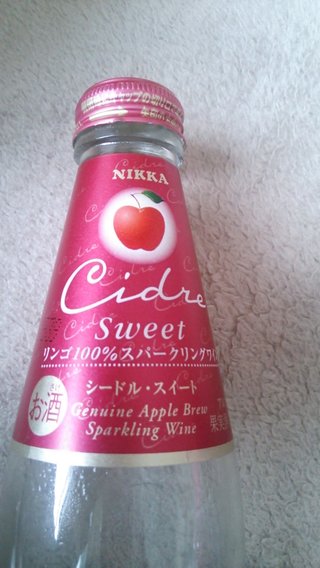 NIKKA
Cidre
Sweet
リンゴ100%スパークリングワイン
シードル・スイート
お酒
Genuine Apple Brew
Sparkling Wine